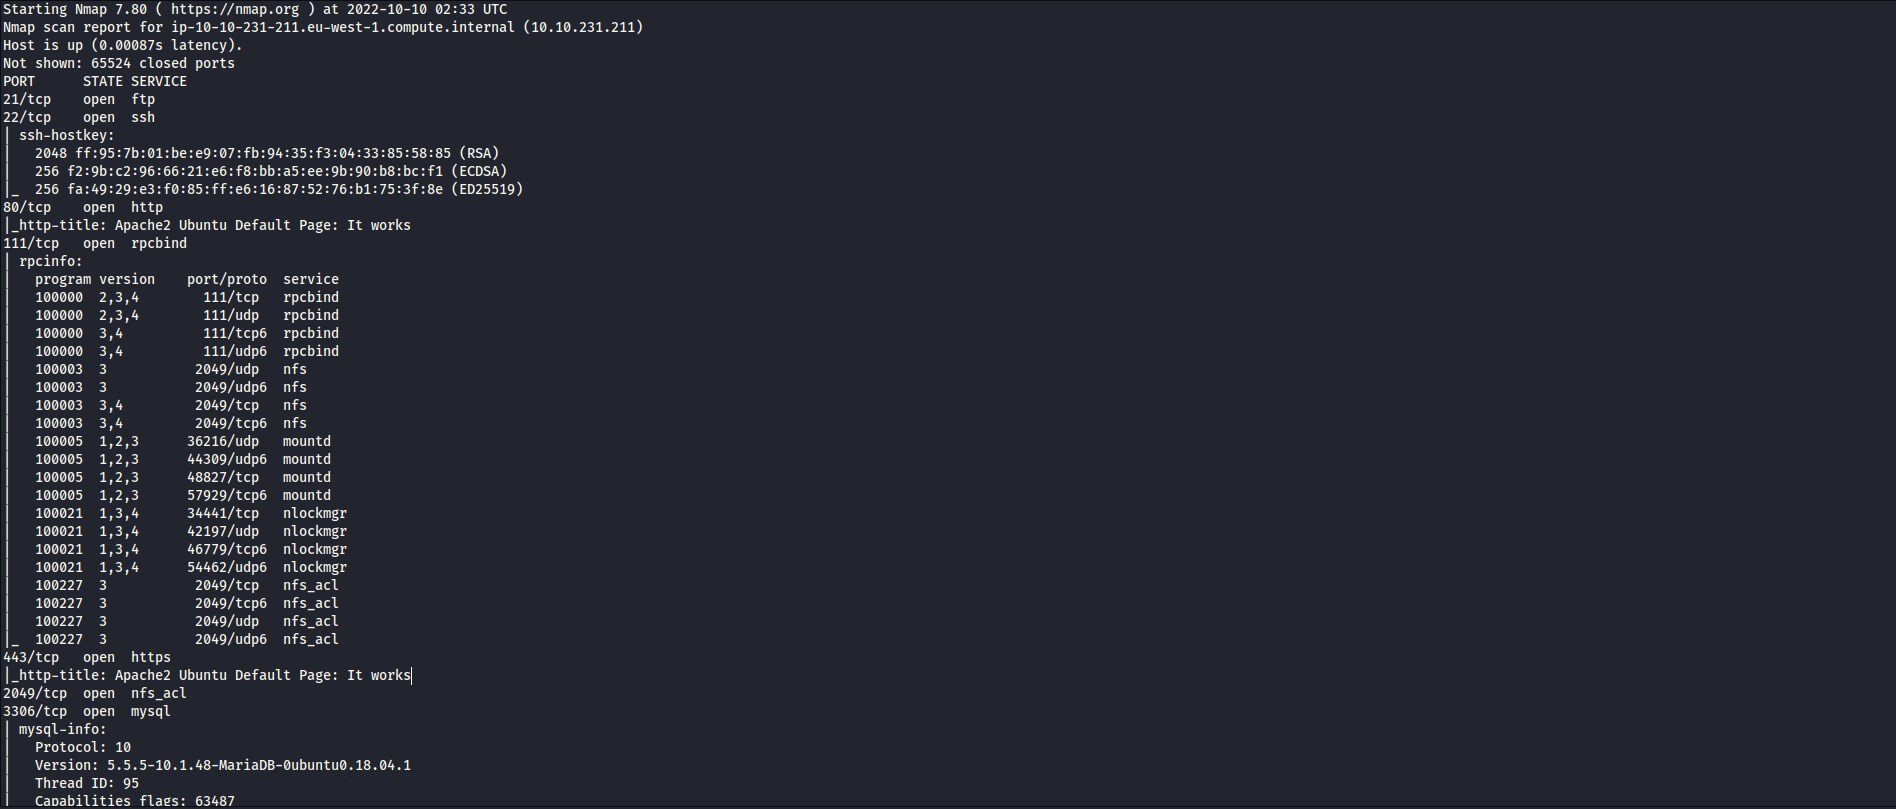 Starting Nmap 7.80 ( https://nmap.org ) at 2022-10-10 02:33 UTC
Nmap scan report for ip-10-10-231-211.eu-west-1.compute.internal (10.10.231.211)
Host is up (0.00087s latency).
Not shown: 65524 closed ports
PORT      STATE SERVICE
21/tcp    open  ftp
22/tcp    open  ssh
| ssh-hostkey:
|   2048 ff:95:7b:01:be:e9:07:fb:94:35:f3:04:33:85:58:85 (RSA)
|   256 f2:9b:c2:96:66:21:e6:f8:bb:a5:ee:9b:90:b8:bc:f1 (ECDSA)
|_  256 fa:49:29:e3:f0:85:ff:e6:16:87:52:76:b1:75:3f:8e (ED25519)
80/tcp    open  http
|_http-title: Apache2 Ubuntu Default Page: It works
111/tcp   open  rpcbind
| rpcinfo:
|   program version    port/proto  service
|   100000  2,3,4        111/tcp   rpcbind
|   100000  2,3,4        111/udp   rpcbind
|   100000  3,4          111/tcp6  rpcbind
|   100000  3,4          111/udp6  rpcbind
|   100003  3           2049/udp   nfs
|   100003  3           2049/udp6  nfs
|   100003  3,4         2049/tcp   nfs
|   100003  3,4         2049/tcp6  nfs
|   100005  1,2,3      36216/udp   mountd
|   100005  1,2,3      44309/udp6  mountd
|   100005  1,2,3      48827/tcp   mountd
|   100005  1,2,3      57929/tcp6  mountd
|   100021  1,3,4      34441/tcp   nlockmgr
|   100021  1,3,4      42197/udp   nlockmgr
|   100021  1,3,4      46779/tcp6  nlockmgr
|   100021  1,3,4      54462/udp6  nlockmgr
|   100227  3           2049/tcp   nfs_acl
|   100227  3           2049/tcp6  nfs_acl
|   100227  3           2049/udp   nfs_acl
|_  100227  3           2049/udp6  nfs_acl
443/tcp   open  https
|_http-title: Apache2 Ubuntu Default Page: It works
2049/tcp  open  nfs_acl
3306/tcp  open  mysql
| mysql-info:
|   Protocol: 10
|   Version: 5.5.5-10.1.48-MariaDB-0ubuntu0.18.04.1
|   Thread ID: 95
|   Capabilities flags: 63487